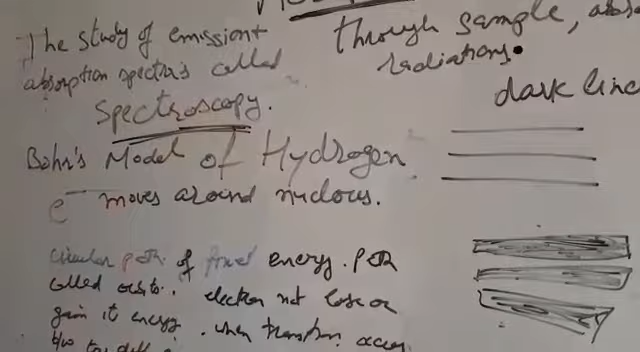 The study of emission +
absorption spectra's called
Spectroscopy.
through sample, abs
radiations.
dark line
Bohr's Model of Hydrogen
e⁻ moves around nucleus.
Circular path of fixed energy. Path
called orbits. electron not lose or
gain it energy. when transition occur
b/w